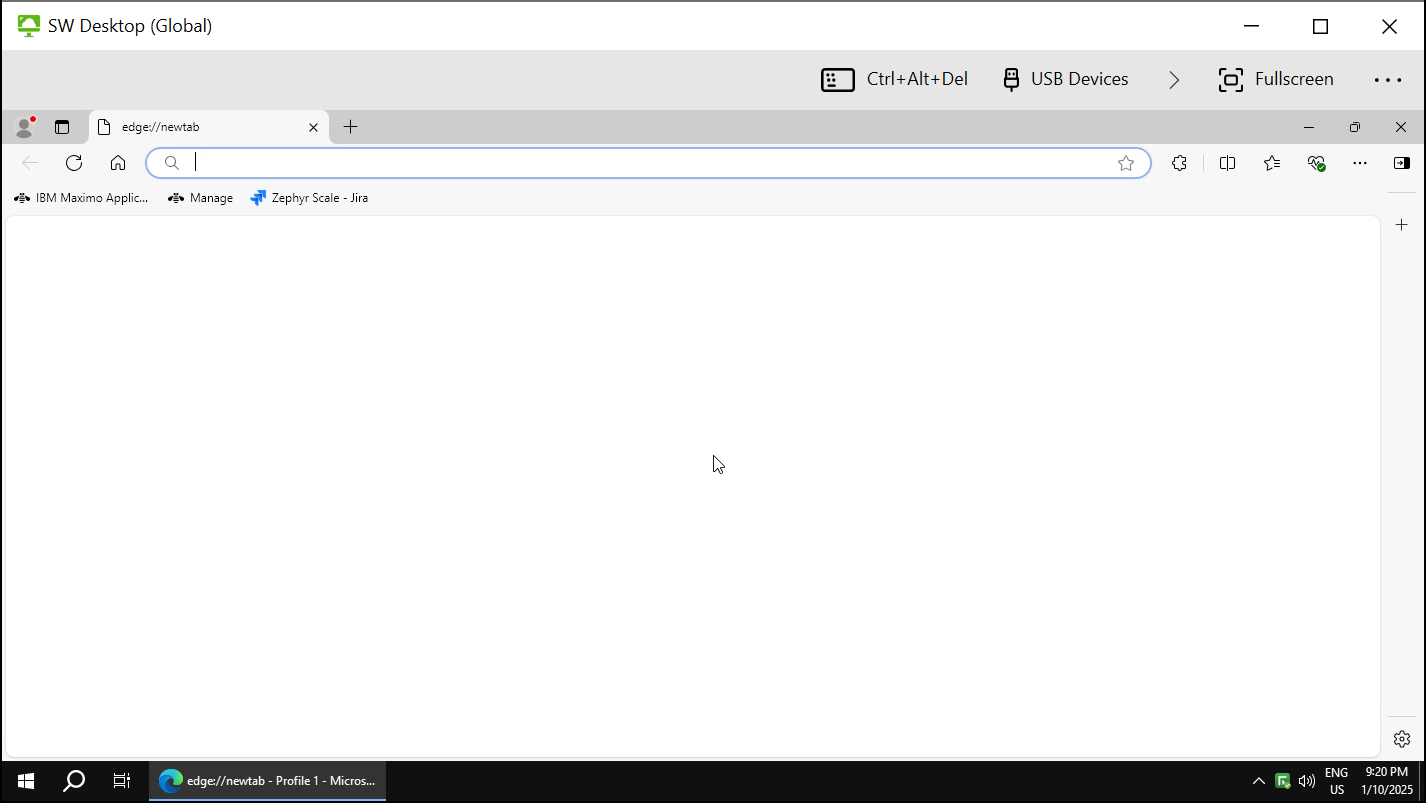 SW Desktop (Global)
Ctrl+Alt+Del
USB Devices
Fullscreen
edge://newtab
IBM Maximo Applic...
Manage
Zephyr Scale - Jira
edge://newtab - Profile 1 - Micros...
ENG
US
9:20 PM
1/10/2025